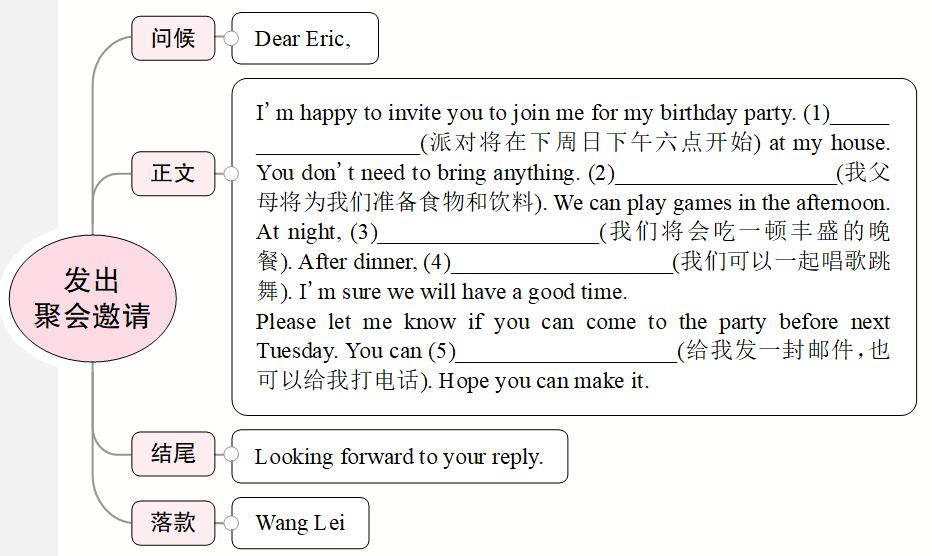 问候
Dear Eric,
正文
I’m happy to invite you to join me for my birthday party. (1)_____
______________(派对将在下周日下午六点开始) at my house.
You don’t need to bring anything. (2)___________________(我父
母将为我们准备食物和饮料). We can play games in the afternoon.
At night, (3)___________________(我们将会吃一顿丰盛的晚
餐). After dinner, (4)___________________(我们可以一起唱歌跳
舞). I’m sure we will have a good time.
Please let me know if you can come to the party before next
Tuesday. You can (5)___________________(给我发一封邮件,也
可以给我打电话). Hope you can make it.
发出
聚会邀请
结尾
Looking forward to your reply.
落款
Wang Lei